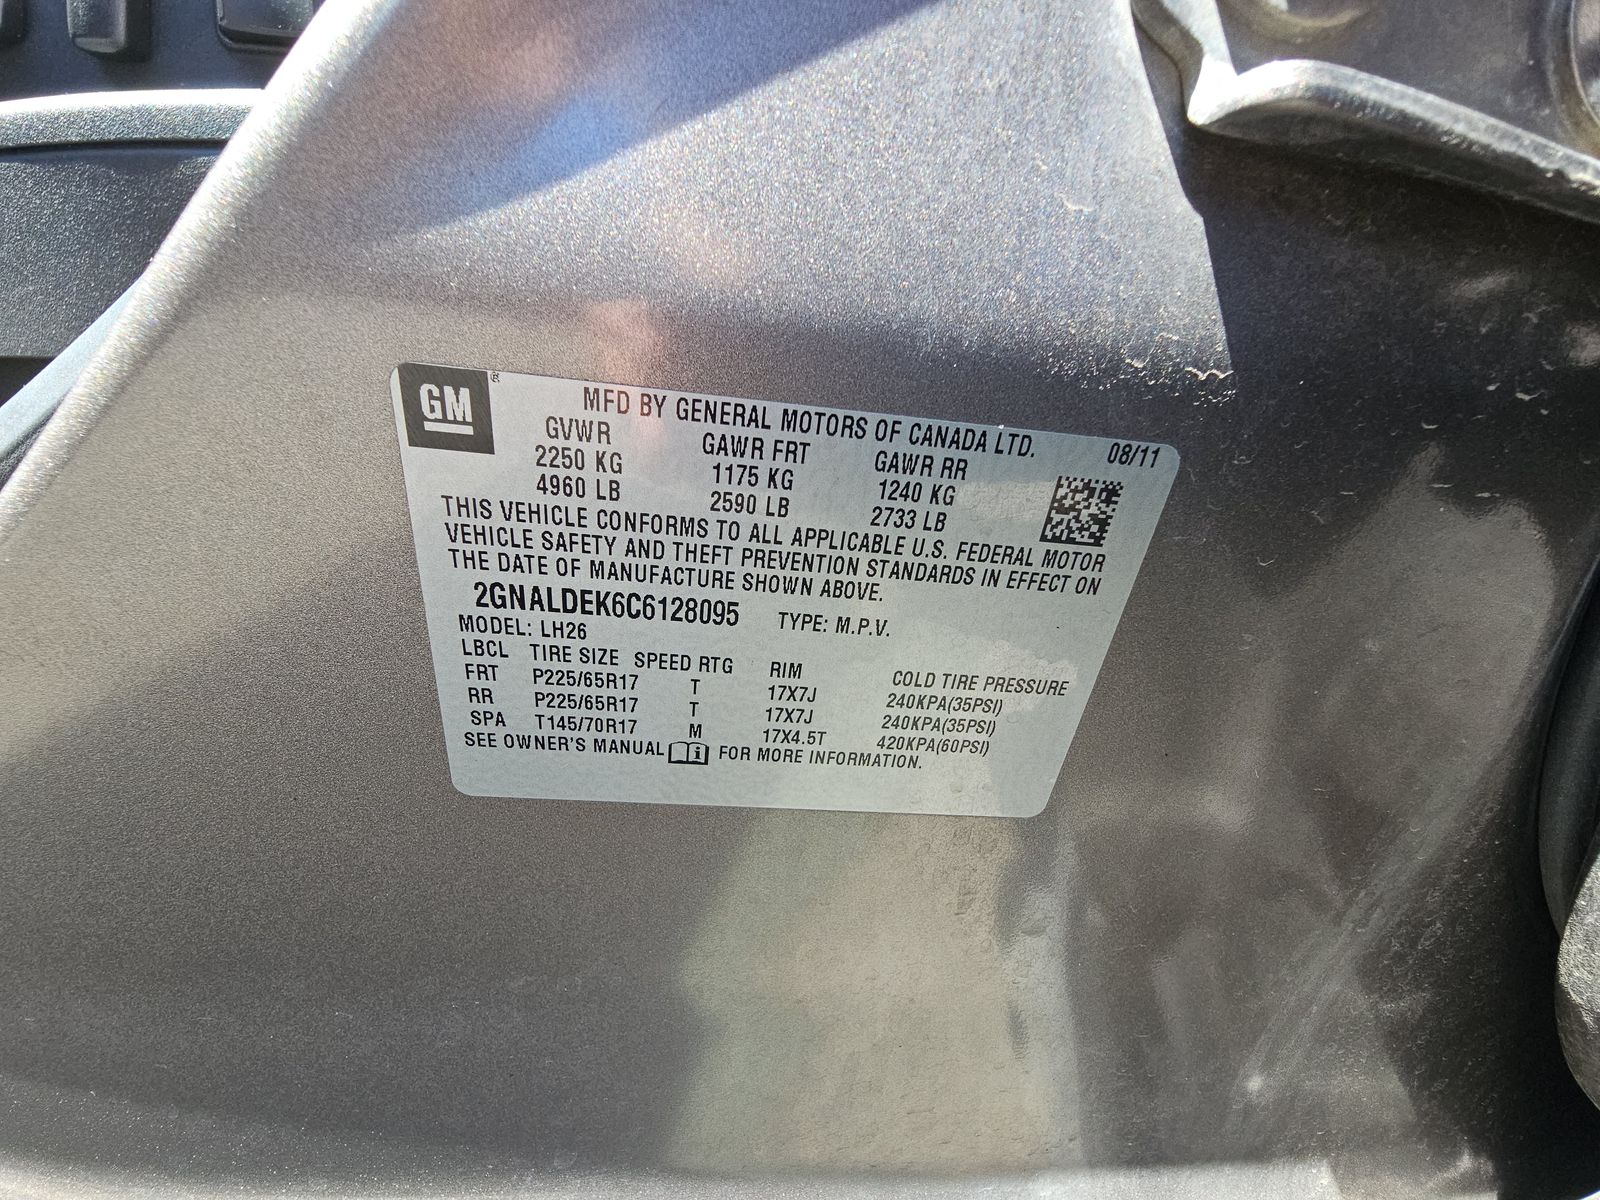 GM ®
MFD BY GENERAL MOTORS OF CANADA LTD.
08/11
GVWR GAWR FRT GAWR RR
2250 KG 1175 KG 1240 KG
4960 LB 2590 LB 2733 LB
THIS VEHICLE CONFORMS TO ALL APPLICABLE U.S. FEDERAL MOTOR
VEHICLE SAFETY AND THEFT PREVENTION STANDARDS IN EFFECT ON
THE DATE OF MANUFACTURE SHOWN ABOVE.
2GNALDEK6C6128095 TYPE: M.P.V.
MODEL: LH26
LBCL TIRE SIZE SPEED RTG RIM COLD TIRE PRESSURE
FRT P225/65R17 T 17X7J 240KPA(35PSI)
RR P225/65R17 T 17X7J 240KPA(35PSI)
SPA T145/70R17 M 17X4.5T 420KPA(60PSI)
SEE OWNER'S MANUAL i FOR MORE INFORMATION.